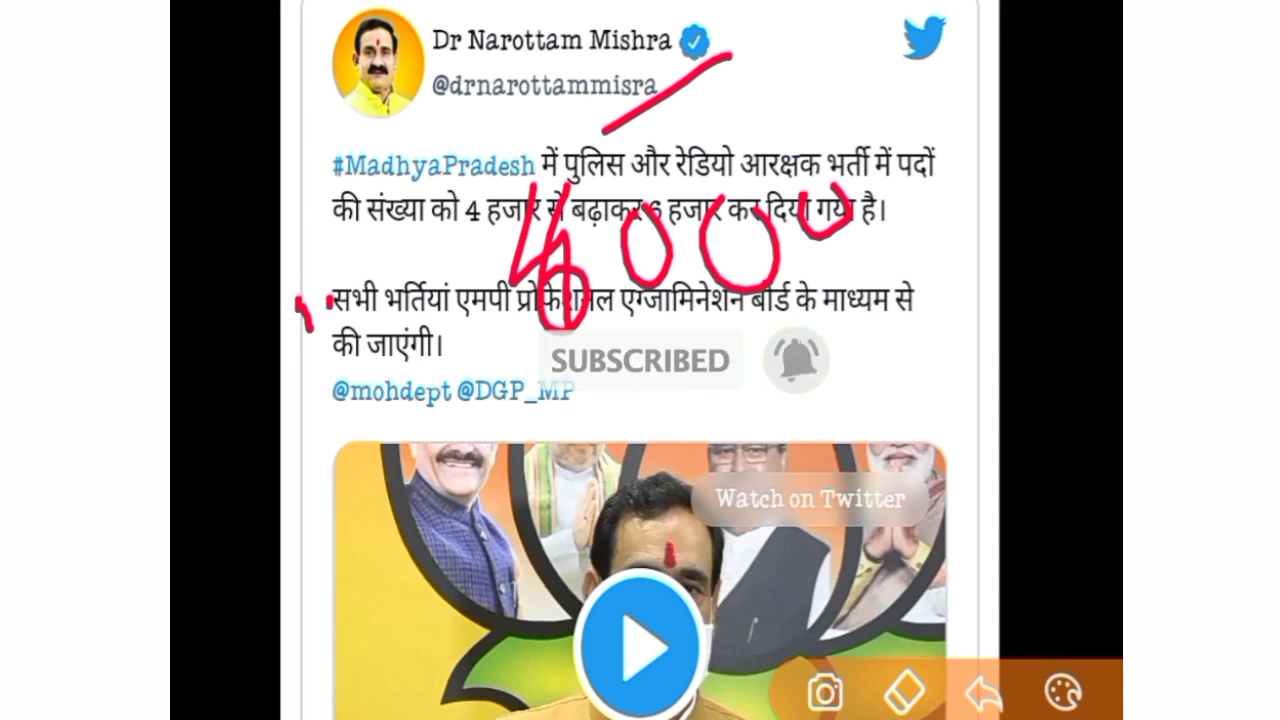 Dr Narottam Mishra
@drnarottammisra
#MadhyaPradesh में पुलिस और रेडियो आरक्षक भर्ती में पदों
की संख्या को 4 हजार से बढ़ाकर 6 हजार कर दिया गया है।
6000
सभी भर्तियां एमपी प्रोफेशनल एग्जामिनेशन बोर्ड के माध्यम से
की जाएंगी।
SUBSCRIBED
@mohdept @DGP_MP
Watch on Twitter